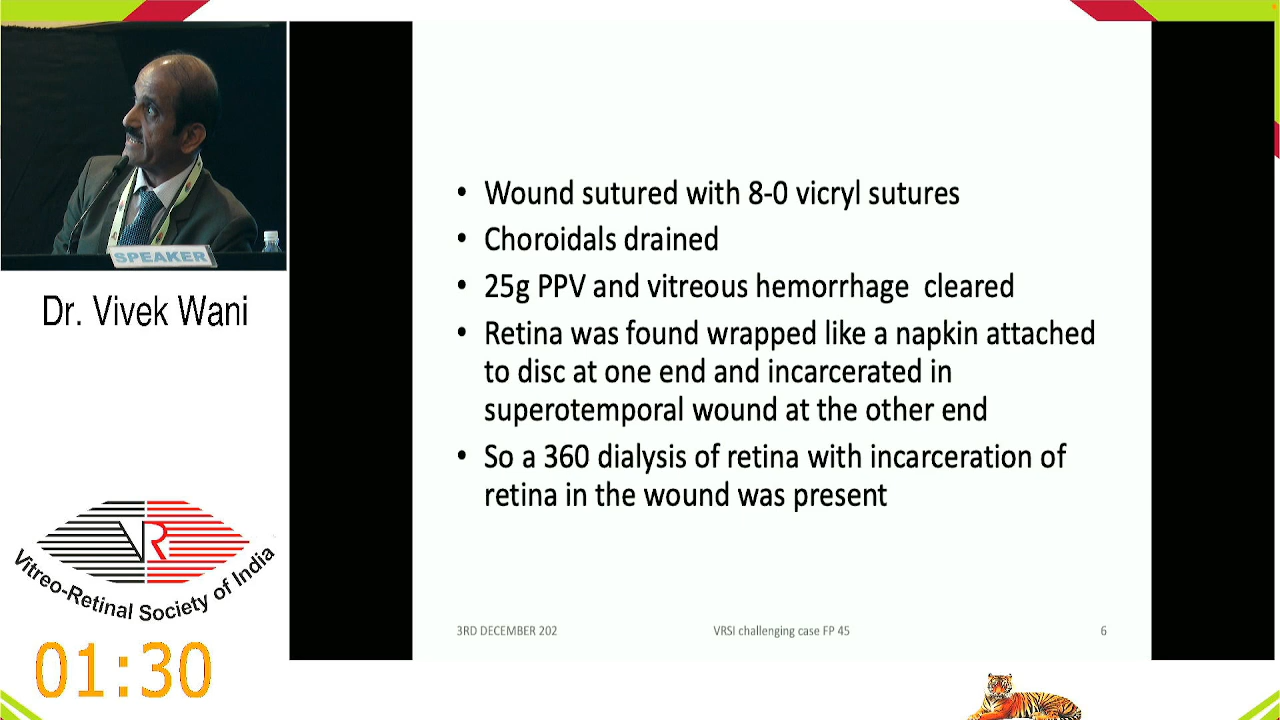 SPEAKER
Dr. Vivek Wani
VR
Vitreo-Retinal Society of India
01:30
• Wound sutured with 8-0 vicryl sutures
• Choroidals drained
• 25g PPV and vitreous hemorrhage cleared
• Retina was found wrapped like a napkin attached
to disc at one end and incarcerated in
superotemporal wound at the other end
• So a 360 dialysis of retina with incarceration of
retina in the wound was present
3RD DECEMBER 202
VRSI challenging case FP 45
6